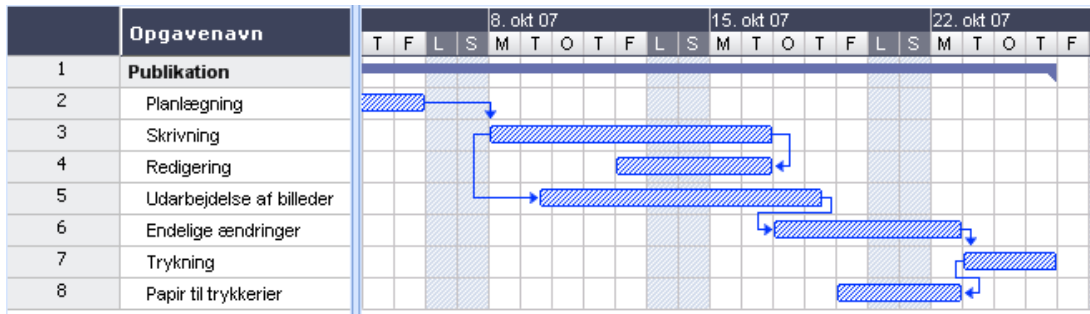 Opgavenavn
8. okt 07 15. okt 07 22. okt 07
T F L S M T O T F L S M T O T F L S M T O T F
1 Publikation
2 Planlægning
3 Skrivning
4 Redigering
5 Udarbejdelse af billeder
6 Endelige ændringer
7 Trykning
8 Papir til trykkerier